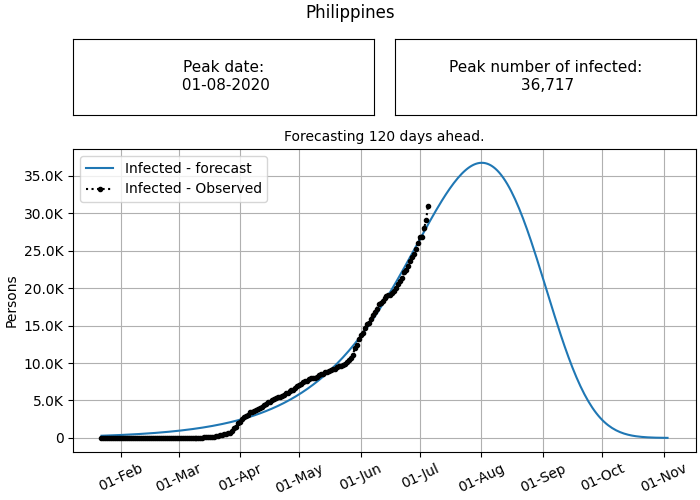 Philippines
Peak date:
01-08-2020
Peak number of infected:
36,717
Forecasting 120 days ahead.
Infected - forecast
Infected - Observed
35.0K
30.0K
25.0K
20.0K
15.0K
10.0K
5.0K
0
Persons
01-Feb
01-Mar
01-Apr
01-May
01-Jun
01-Jul
01-Aug
01-Sep
01-Oct
01-Nov